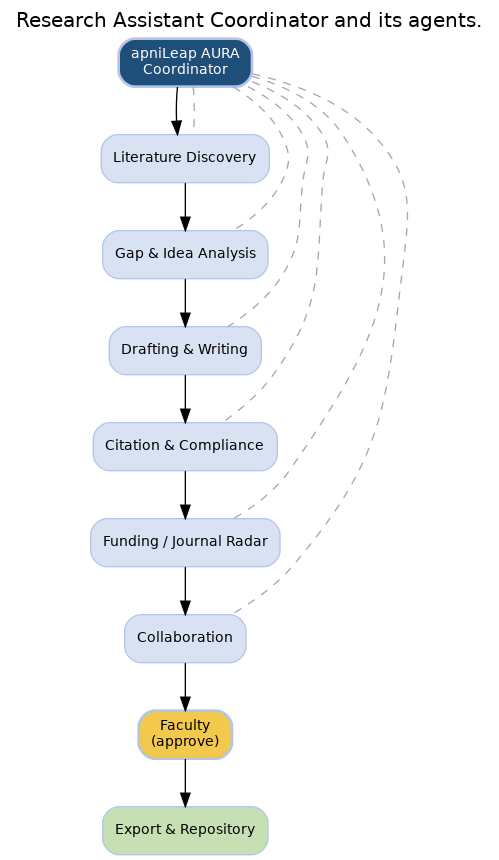 Research Assistant Coordinator and its agents.
apniLeap AURA
Coordinator
Literature Discovery
Gap & Idea Analysis
Drafting & Writing
Citation & Compliance
Funding / Journal Radar
Collaboration
Faculty
(approve)
Export & Repository